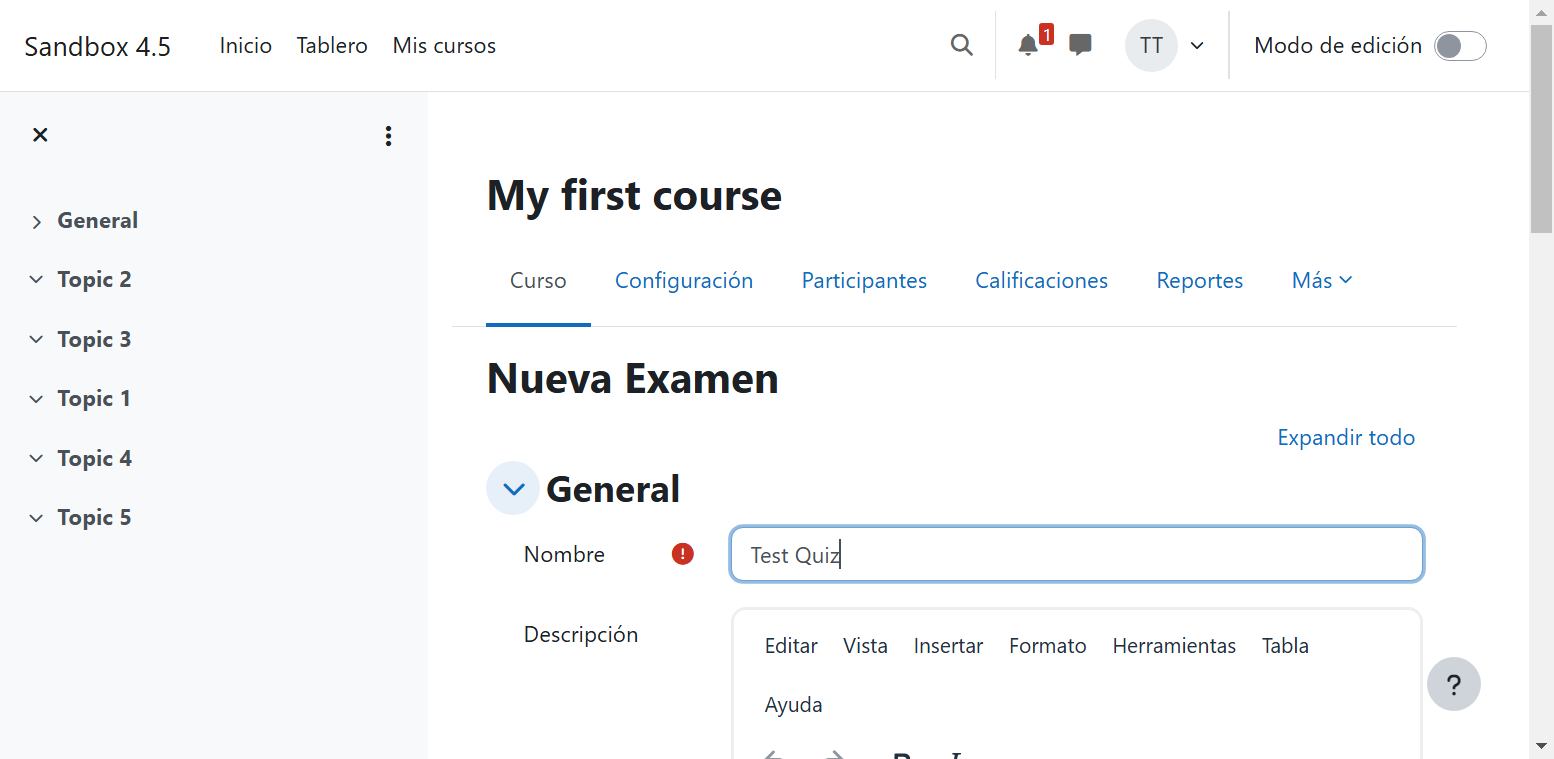 Sandbox 4.5 Inicio Tablero Mis cursos 1 TT Modo de edición
General
Topic 2
Topic 3
Topic 1
Topic 4
Topic 5
My first course
Curso Configuración Participantes Calificaciones Reportes Más
Nueva Examen
Expandir todo
General
Nombre Test Quiz
Descripción
Editar Vista Insertar Formato Herramientas Tabla
Ayuda
?